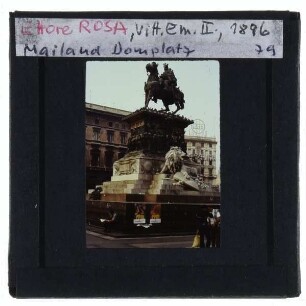 Ettore ROSA, Vitt. Em. II., 1896
Mailand Domplatz 79